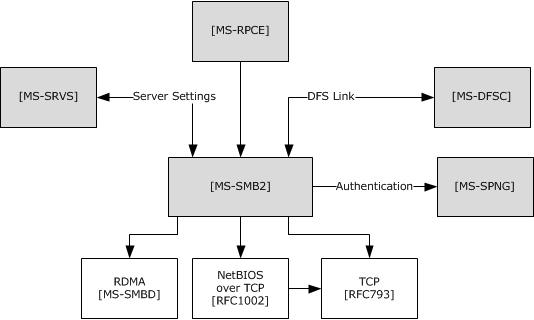 [MS-RPCE]
[MS-SRVS]
Server Settings
DFS Link
[MS-DFSC]
[MS-SMB2]
Authentication
[MS-SPNG]
RDMA
[MS-SMBD]
NetBIOS
over TCP
[RFC1002]
TCP
[RFC793]